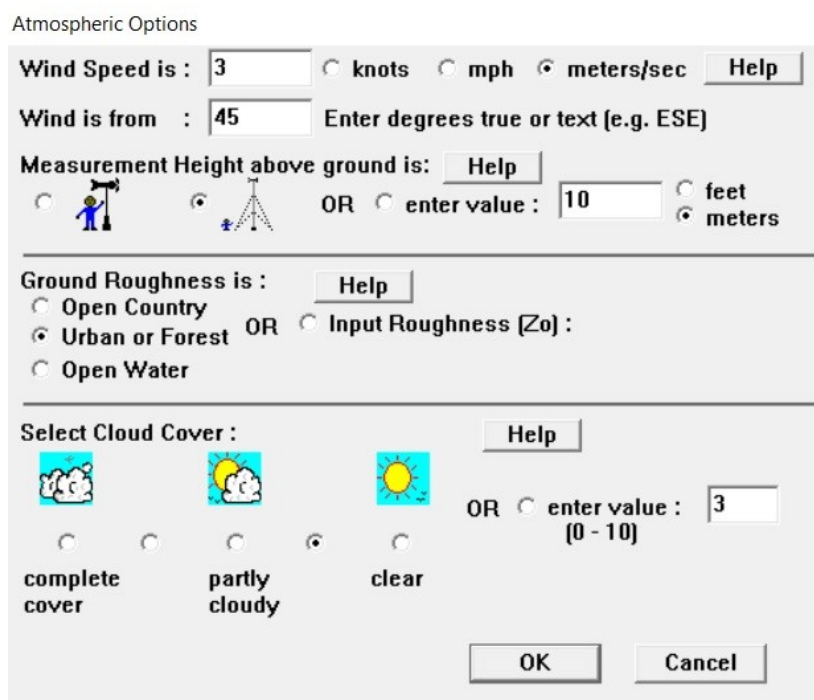 Atmospheric Options
Wind Speed is : 3 knots mph meters/sec Help
Wind is from : 45 Enter degrees true or text (e.g. ESE)
Measurement Height above ground is: Help
OR enter value : 10 feet
meters
Ground Roughness is : Help
Open Country
Urban or Forest OR Input Roughness (Zo) :
Open Water
Select Cloud Cover : Help
OR enter value : 3
(0 - 10)
complete partly clear
cover cloudy
OK Cancel